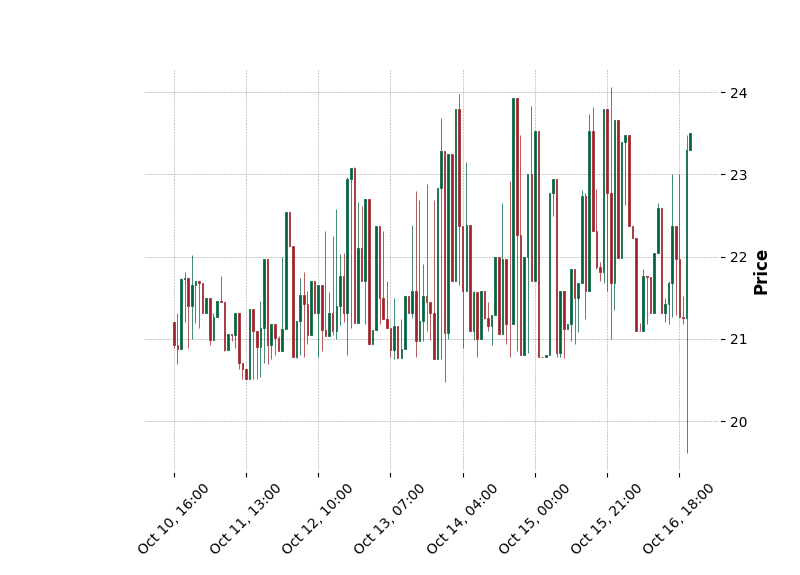 24
23
22
21
20
Price
Oct 10, 16:00
Oct 11, 13:00
Oct 12, 10:00
Oct 13, 07:00
Oct 14, 04:00
Oct 15, 00:00
Oct 15, 21:00
Oct 16, 18:00